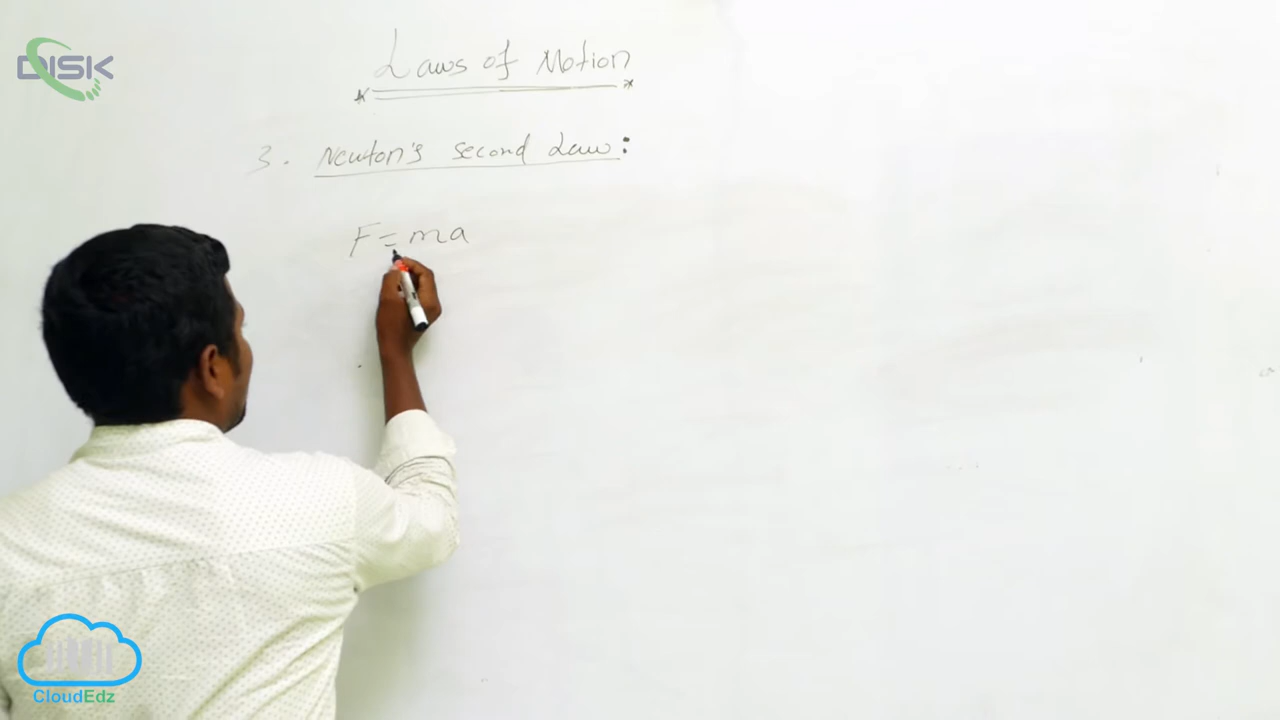 DISK
Laws of Motion
3. Newton's second Law:
F = ma
CloudEdz